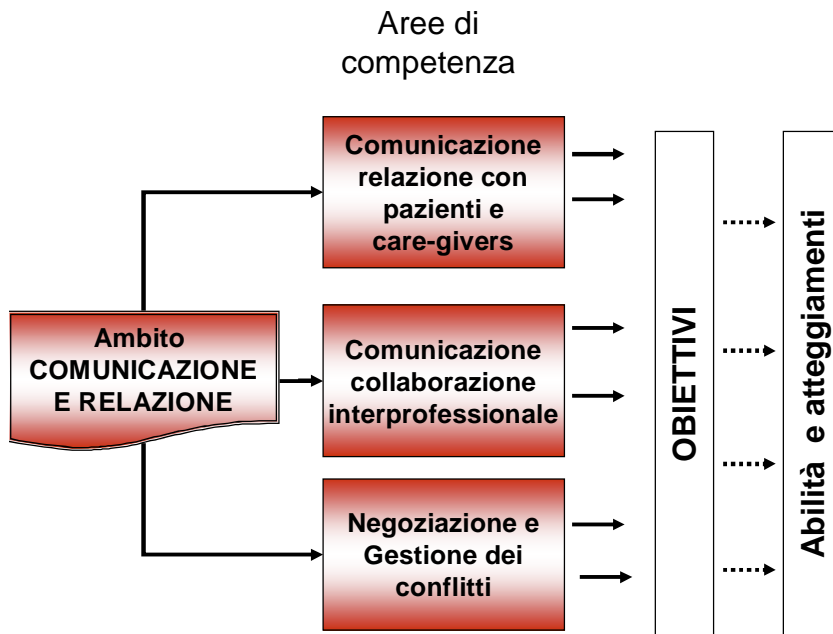 Aree di
competenza
Comunicazione
relazione con
pazienti e
care-givers
Ambito
COMUNICAZIONE
E RELAZIONE
Comunicazione
collaborazione
interprofessionale
Negoziazione e
Gestione dei
conflitti
OBIETTIVI
Abilità e atteggiamenti